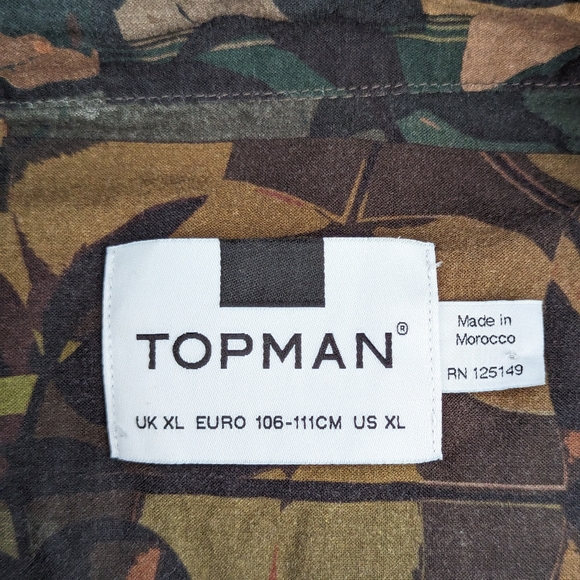 TOPMAN®
UK XL EURO 106-111CM US XL
Made in
Morocco
RN 125149